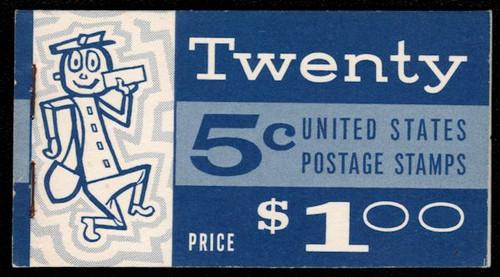 Twenty
5c UNITED STATES
POSTAGE STAMPS
PRICE $1.00